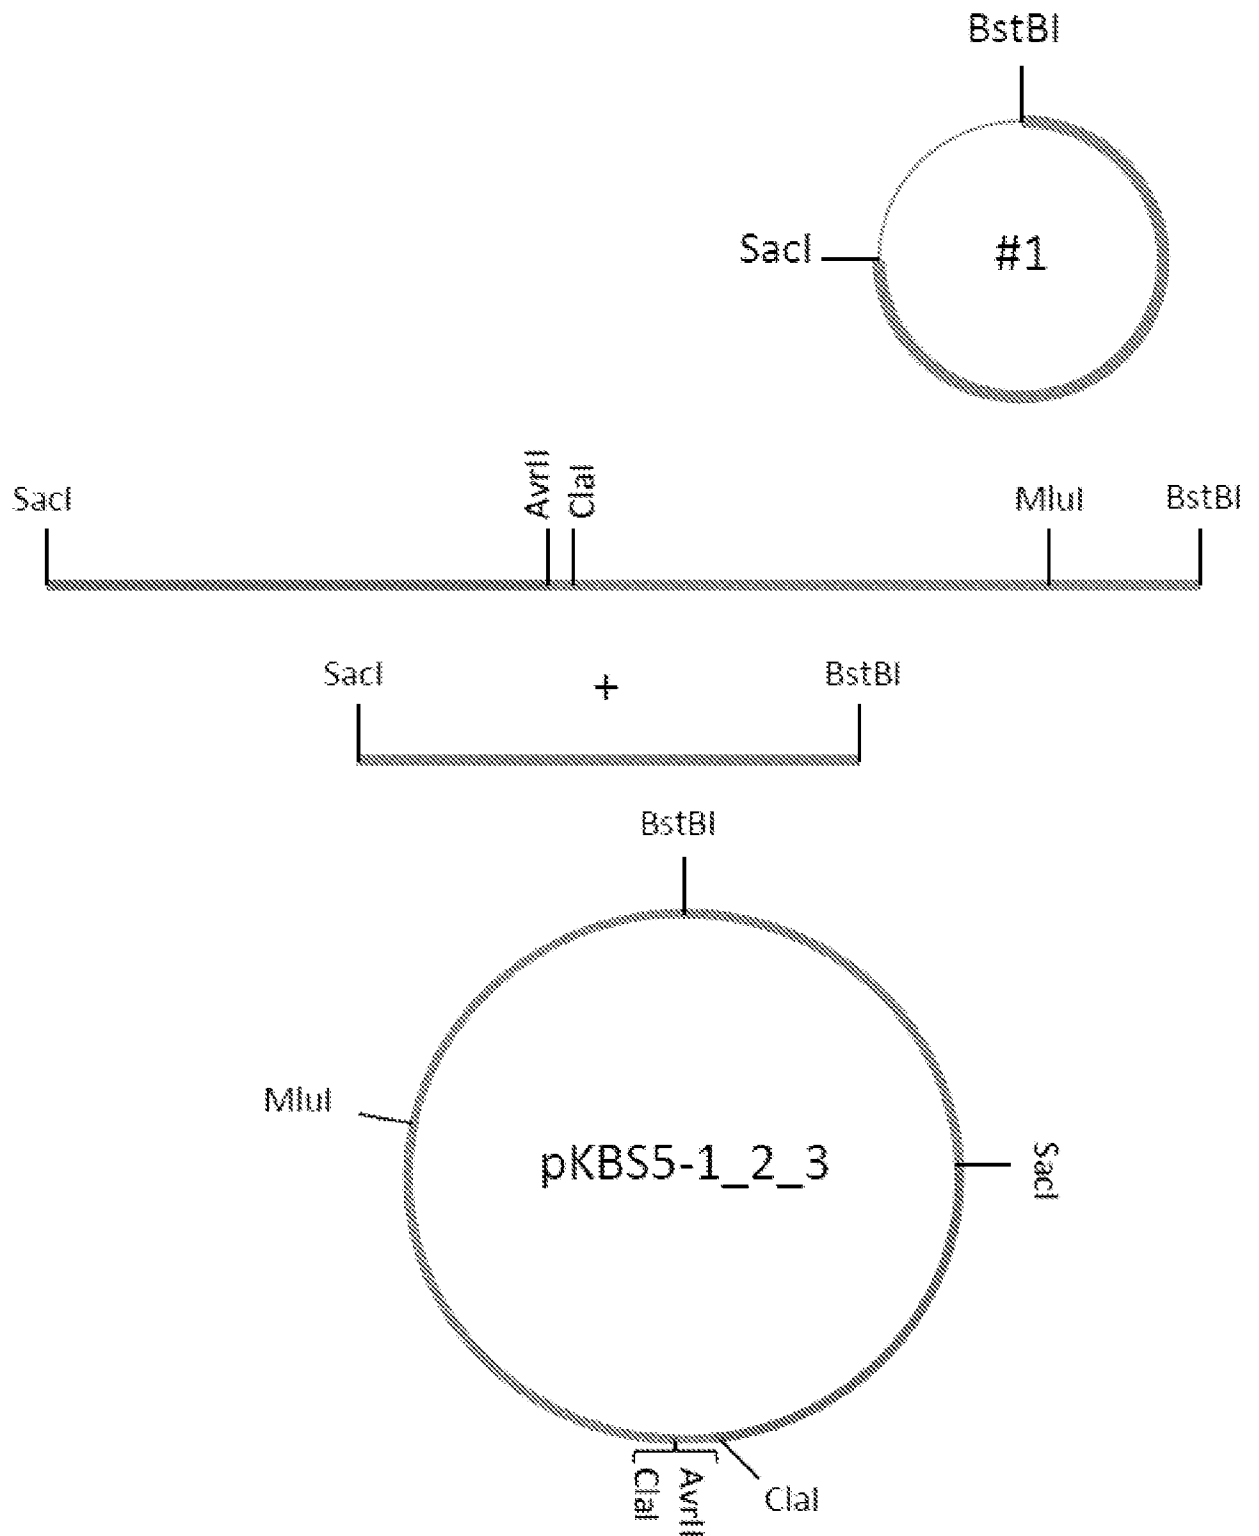 BstBI
SacI
#1
SacI
AvrII
ClaI
MluI
BstBI
SacI
+
BstBI
BstBI
MluI
pKBS5-1_2_3
SacI
ClaI
AvrII
ClaI